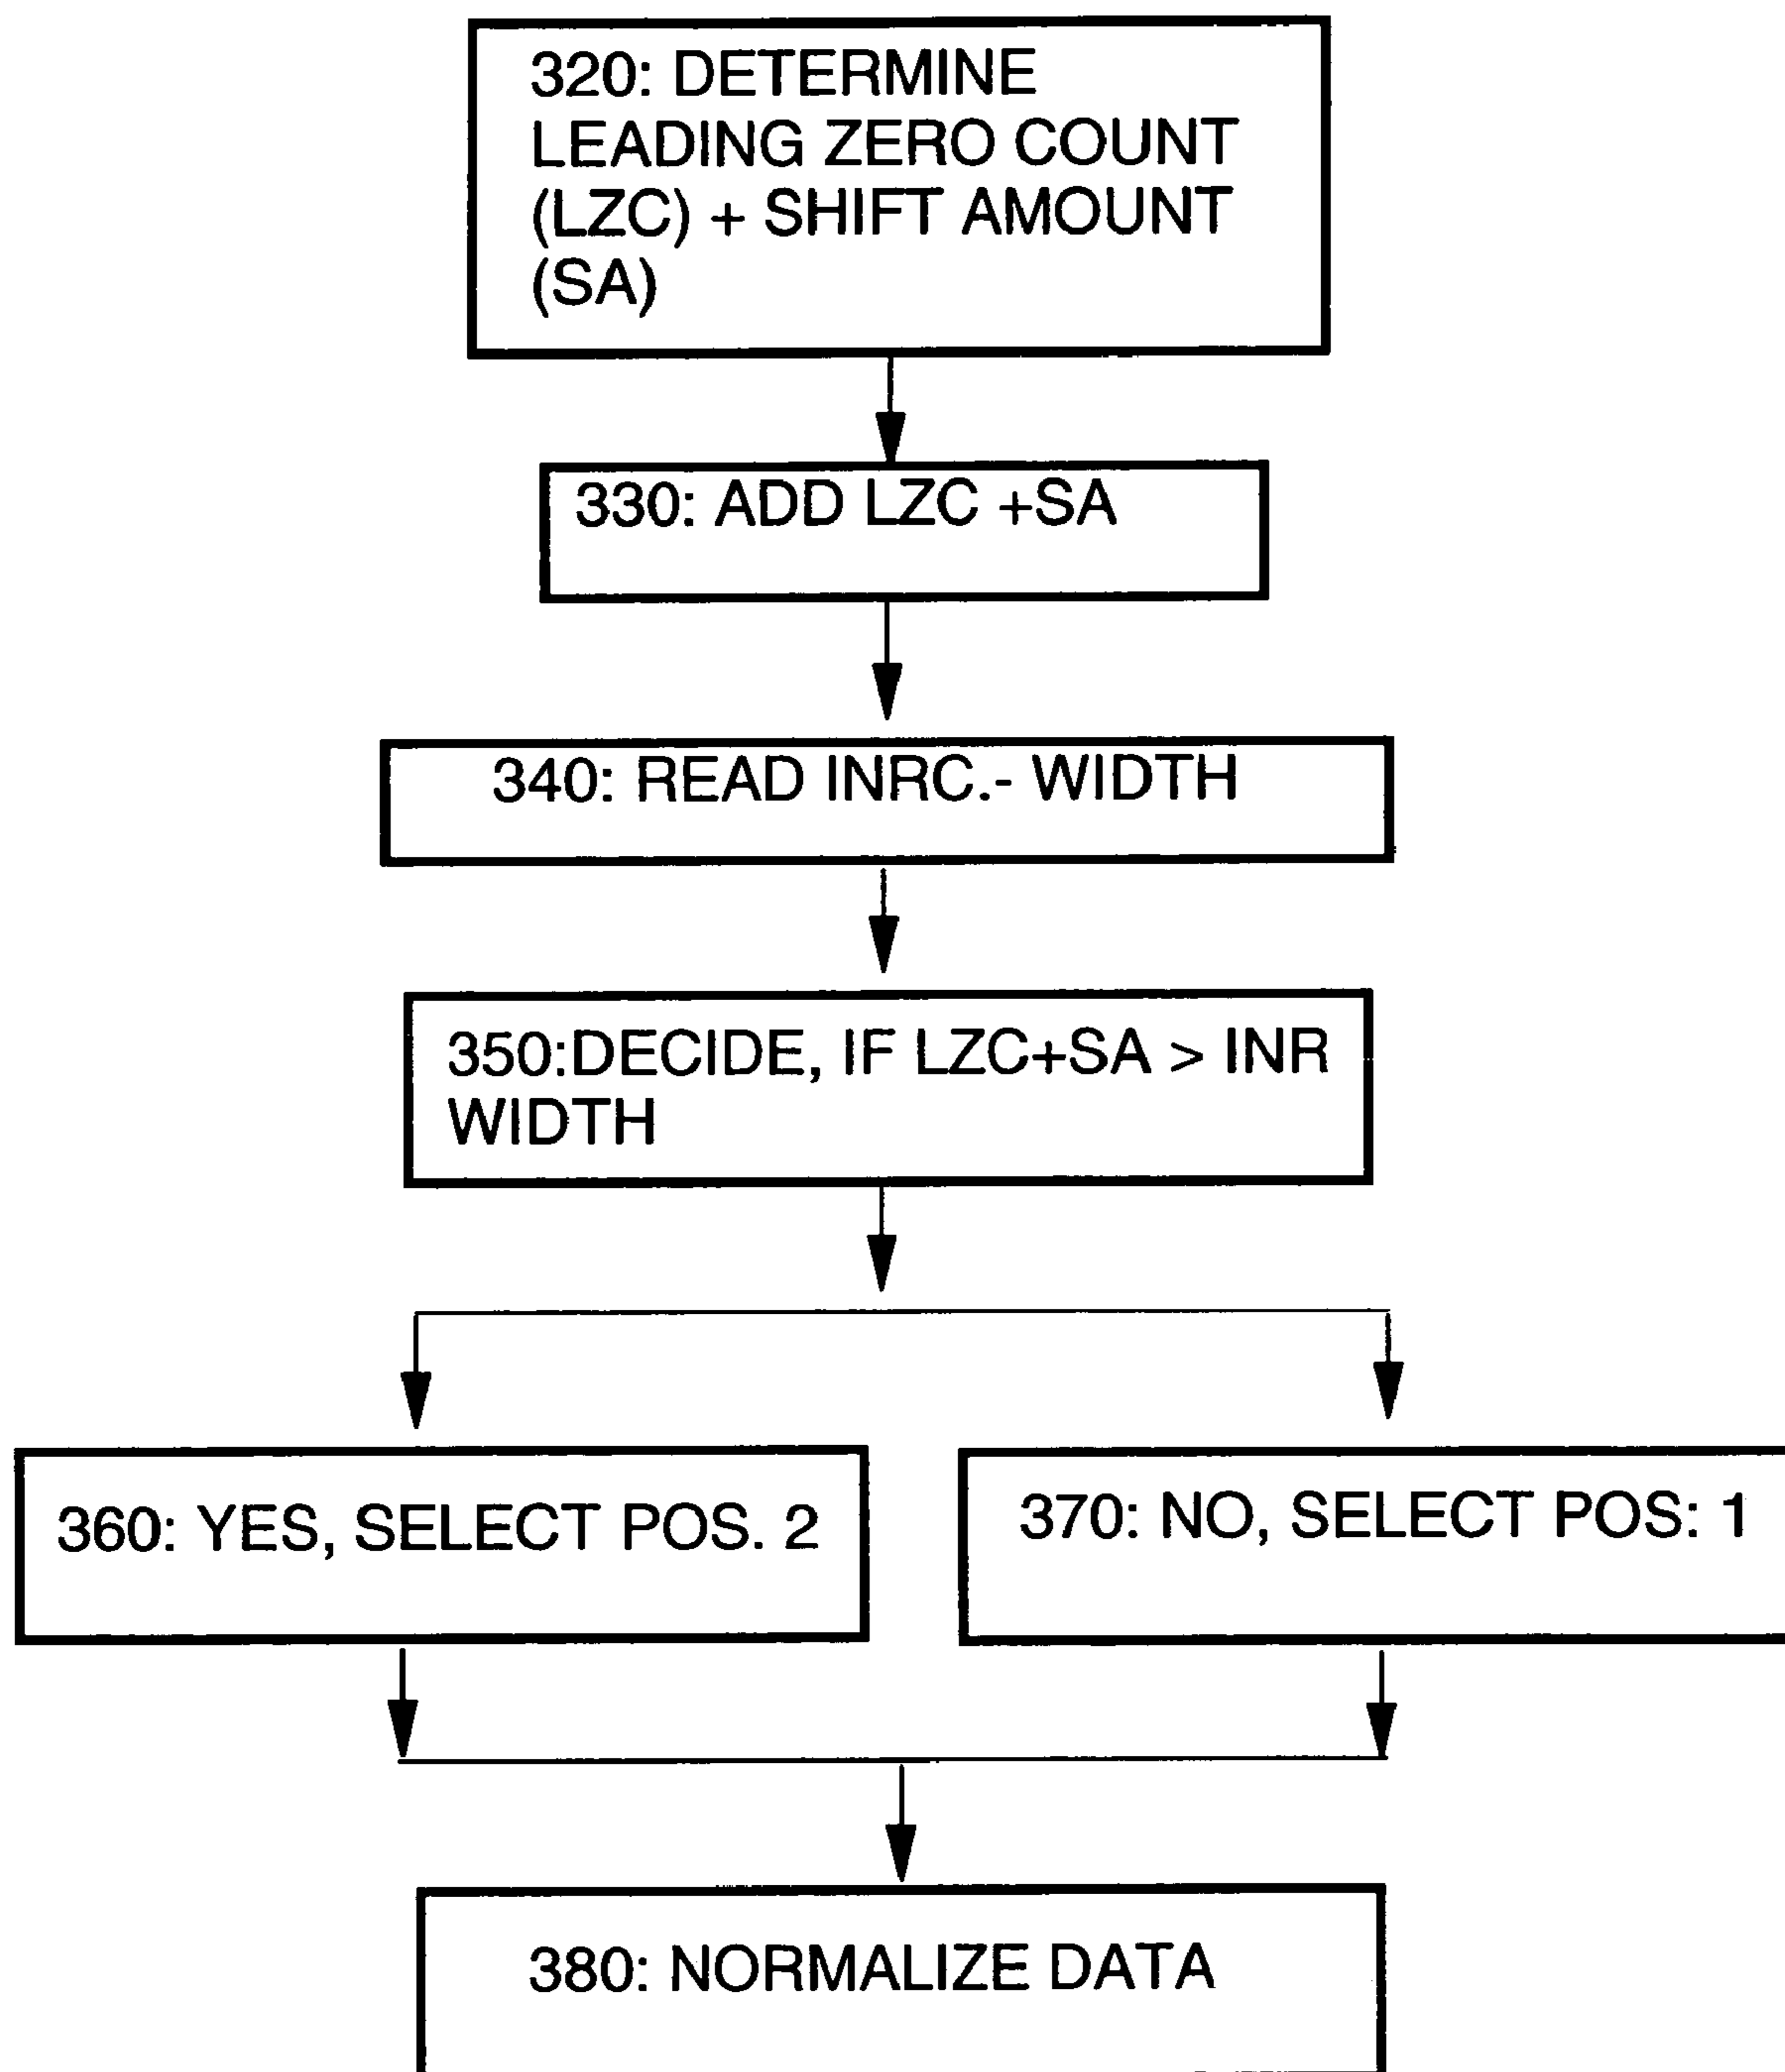 320: DETERMINE
LEADING ZERO COUNT
(LZC) + SHIFT AMOUNT
(SA)
330: ADD LZC +SA
340: READ INRC.- WIDTH
350:DECIDE, IF LZC+SA > INR
WIDTH
360: YES, SELECT POS. 2
370: NO, SELECT POS: 1
380: NORMALIZE DATA